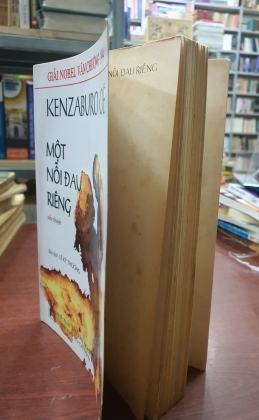 GIẢI NOBEL VĂN CHƯƠNG
KENZABURO OE
MỘT
NỖI ĐAU
RIÊNG
NỖI ĐAU RIÊNG